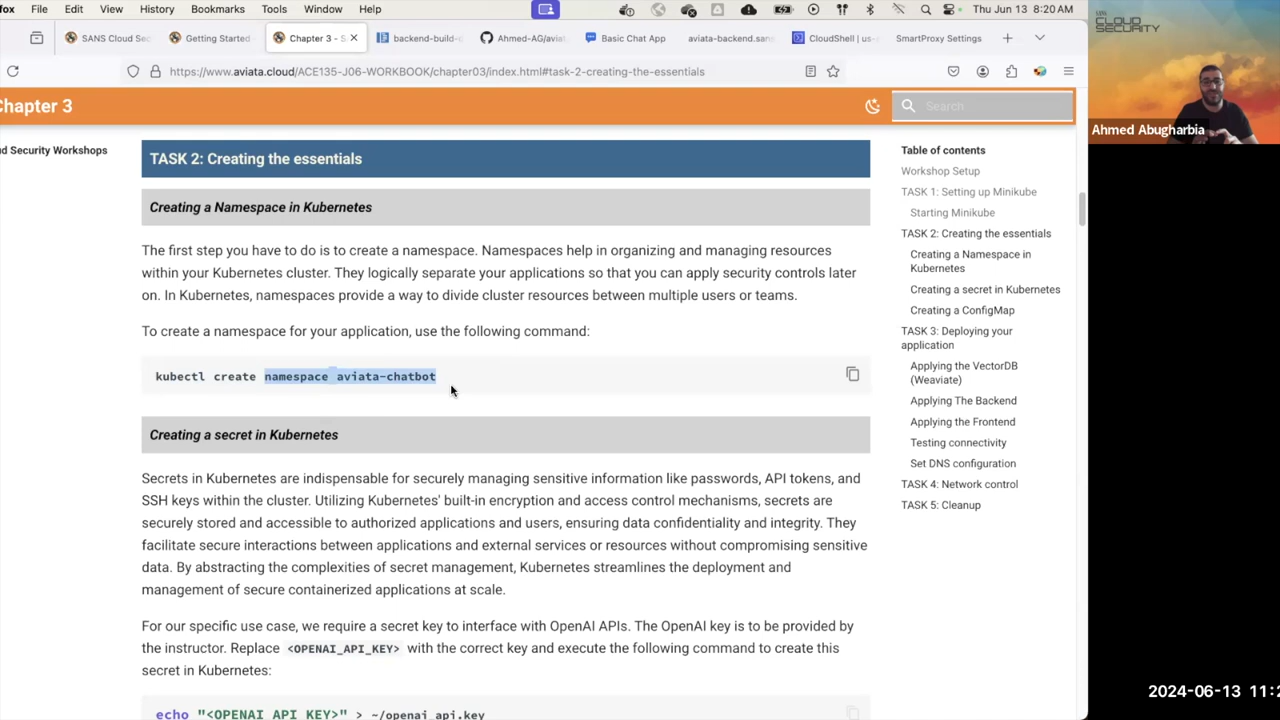 fox File Edit View History Bookmarks Tools Window Help Thu Jun 13 8:20 AM
SANS Cloud Sec Getting Started Chapter 3 - S backend-build- Ahmed-AG/aviat Basic Chat App aviata-backend.san CloudShell | us- SmartProxy Settings
https://www.aviata.cloud/ACE135-J06-WORKBOOK/chapter03/index.html#task-2-creating-the-essentials
Chapter 3
Search
d Security Workshops
TASK 2: Creating the essentials
Creating a Namespace in Kubernetes
The first step you have to do is to create a namespace. Namespaces help in organizing and managing resources
within your Kubernetes cluster. They logically separate your applications so that you can apply security controls later
on. In Kubernetes, namespaces provide a way to divide cluster resources between multiple users or teams.
To create a namespace for your application, use the following command:
kubectl create namespace aviata-chatbot
Creating a secret in Kubernetes
Secrets in Kubernetes are indispensable for securely managing sensitive information like passwords, API tokens, and
SSH keys within the cluster. Utilizing Kubernetes' built-in encryption and access control mechanisms, secrets are
securely stored and accessible to authorized applications and users, ensuring data confidentiality and integrity. They
facilitate secure interactions between applications and external services or resources without compromising sensitive
data. By abstracting the complexities of secret management, Kubernetes streamlines the deployment and
management of secure containerized applications at scale.
For our specific use case, we require a secret key to interface with OpenAI APIs. The OpenAI key is to be provided by
the instructor. Replace <OPENAI_API_KEY> with the correct key and execute the following command to create this
secret in Kubernetes:
echo "<OPENAI_API_KEY>" > ~/openai_api.key
Table of contents
Workshop Setup
TASK 1: Setting up Minikube
Starting Minikube
TASK 2: Creating the essentials
Creating a Namespace in
Kubernetes
Creating a secret in Kubernetes
Creating a ConfigMap
TASK 3: Deploying your
application
Applying the VectorDB
(Weaviate)
Applying The Backend
Applying the Frontend
Testing connectivity
Set DNS configuration
TASK 4: Network control
TASK 5: Cleanup
CLOUD
SECURITY
Ahmed Abugharbia
2024-06-13 11:2